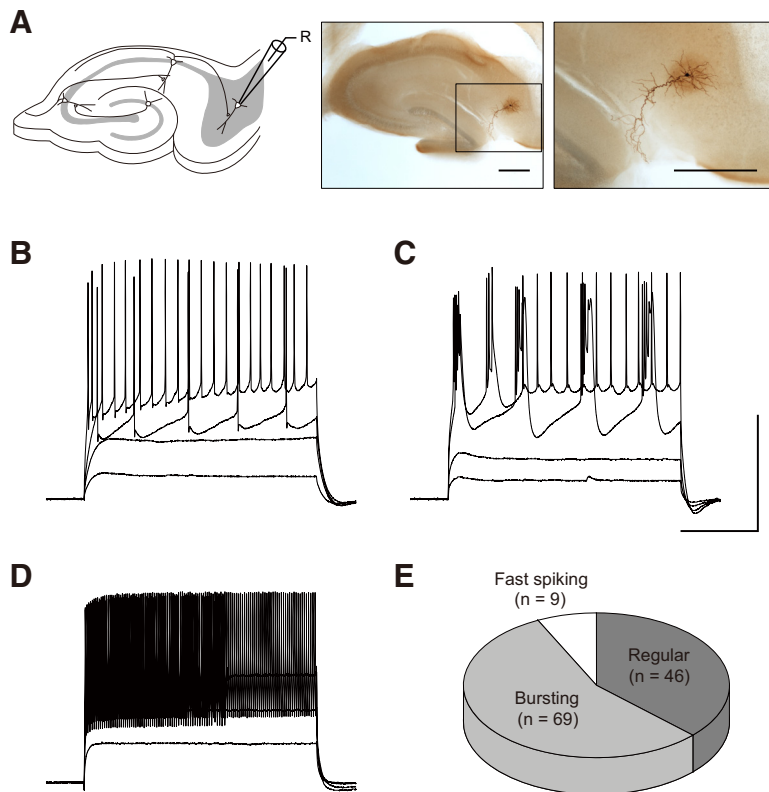 A
R
B
C
D
E
Fast spiking
(n = 9)
Regular
(n = 46)
Bursting
(n = 69)